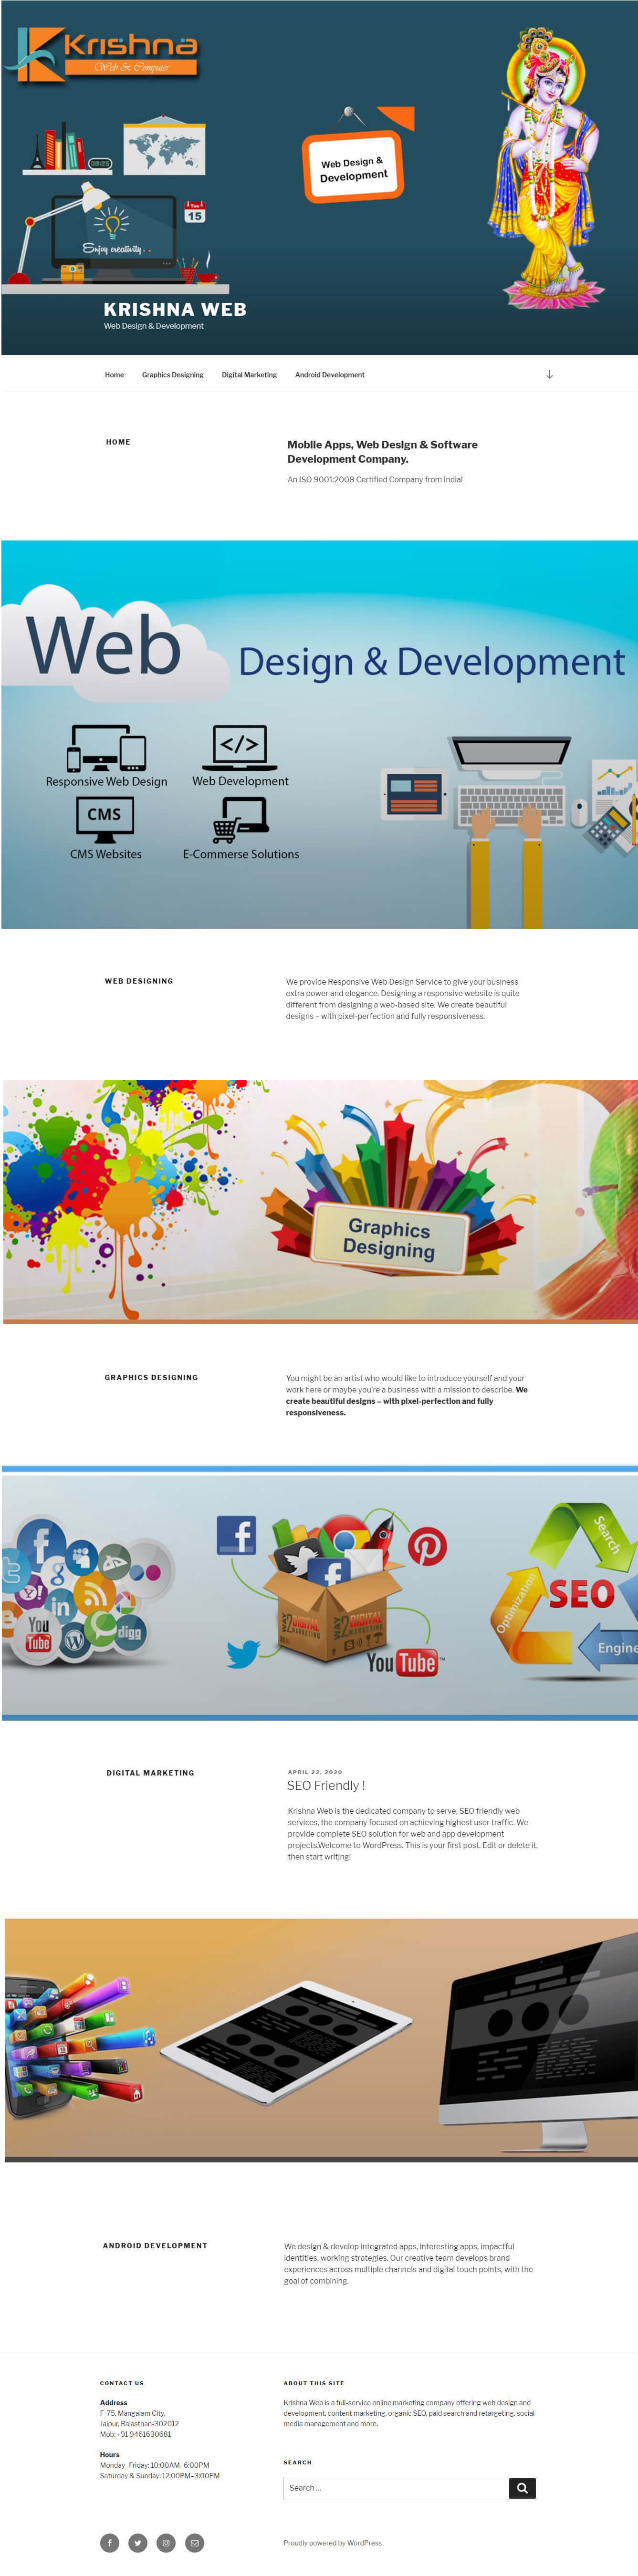 Krishna
Web & Computer
08:25
Tue
15
Enjoy creativity...
Web Design &
Development
KRISHNA WEB
Web Design & Development
Home Graphics Designing Digital Marketing Android Development
HOME
Mobile Apps, Web Design & Software
Development Company.
An ISO 9001:2008 Certified Company from India!
Web
Design & Development
Responsive Web Design
Web Development
CMS
CMS Websites
E-Commerce Solutions
WEB DESIGNING
We provide Responsive Web Design Service to give your business
extra power and elegance. Designing a responsive website is quite
different from designing a web-based site. We create beautiful
designs – with pixel-perfection and fully responsiveness.
Graphics
Designing
GRAPHICS DESIGNING
You might be an artist who would like to introduce yourself and your
work here or maybe you're a business with a mission to describe. We
create beautiful designs – with pixel-perfection and fully
responsiveness.
You
Tube
digg
WAY
2 DIGITAL
MARKETING
WAY
2 DIGITAL
MARKETING
YouTube ™
Search
Optimization
SEO
Engine
DIGITAL MARKETING
APRIL 22, 2020
SEO Friendly !
Krishna Web is the dedicated company to serve, SEO friendly web
services, the company focused on achieving highest user traffic. We
provide complete SEO solution for web and app development
projects.Welcome to WordPress. This is your first post. Edit or delete it,
then start writing!
ANDROID DEVELOPMENT
We design & develop integrated apps, interesting apps, impactful
identities, working strategies. Our creative team develops brand
experiences across multiple channels and digital touch points, with the
goal of combining.
CONTACT US
Address
F-75, Mangalam City,
Jaipur, Rajasthan-302012
Mob: +91 9461630681
Hours
Monday–Friday: 10:00AM–6:00PM
Saturday & Sunday: 12:00PM–3:00PM
ABOUT THIS SITE
Krishna Web is a full-service online marketing company offering web design and
development, content marketing, organic SEO, paid search and retargeting, social
media management and more.
SEARCH
Search …
Proudly powered by WordPress